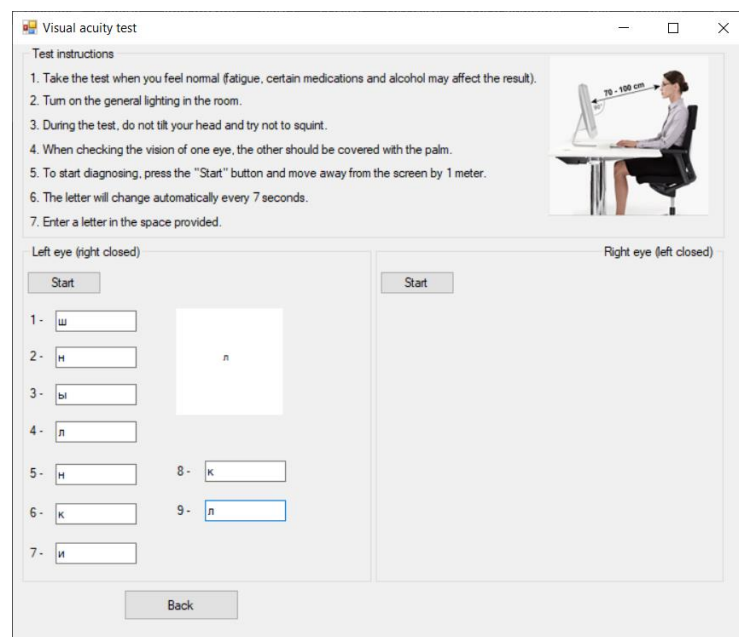 Visual acuity test
Test instructions
1. Take the test when you feel normal (fatigue, certain medications and alcohol may affect the result).
2. Turn on the general lighting in the room.
3. During the test, do not tilt your head and try not to squint.
4. When checking the vision of one eye, the other should be covered with the palm.
5. To start diagnosing, press the "Start" button and move away from the screen by 1 meter.
6. The letter will change automatically every 7 seconds.
7. Enter a letter in the space provided.
70 - 100 cm
90°
Left eye (right closed)
Start
1 - ш
2 - н
3 - ы
4 - л
5 - н
6 - к
7 - и
л
8 - к
9 - л
Right eye (left closed)
Start
Back